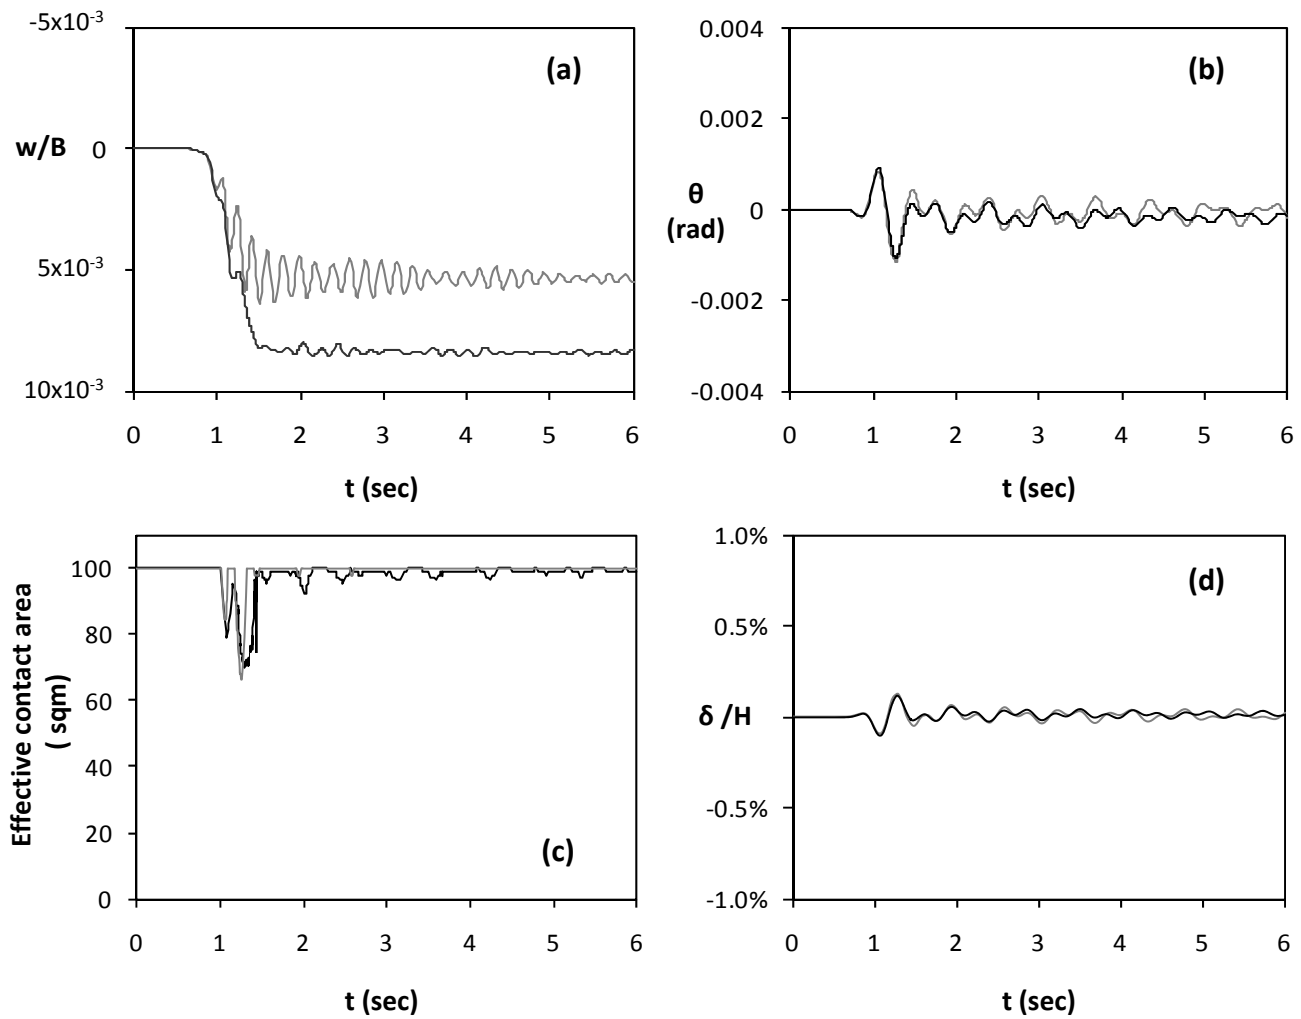 -5x10⁻³
0
5x10⁻³
10x10⁻³
w/B
(a)
0 1 2 3 4 5 6
t (sec)
0.004
0.002
0
-0.002
-0.004
θ
(rad)
(b)
0 1 2 3 4 5 6
t (sec)
100
80
60
40
20
0
Effective contact area
( sqm)
(c)
0 1 2 3 4 5 6
t (sec)
1.0%
0.5%
0
-0.5%
-1.0%
δ /H
(d)
0 1 2 3 4 5 6
t (sec)